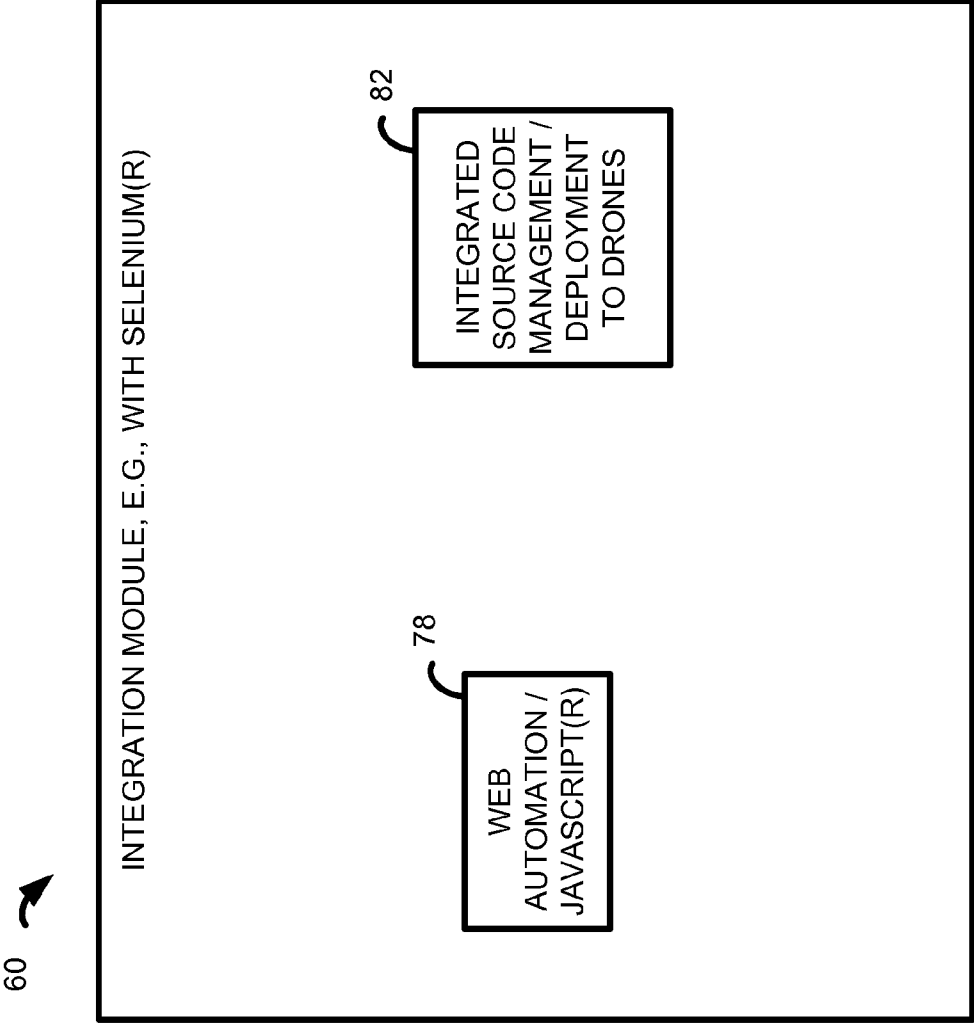 60
INTEGRATION MODULE, E.G., WITH SELENIUM(R)
78
WEB
AUTOMATION /
JAVASCRIPT(R)
82
INTEGRATED
SOURCE CODE
MANAGEMENT /
DEPLOYMENT
TO DRONES